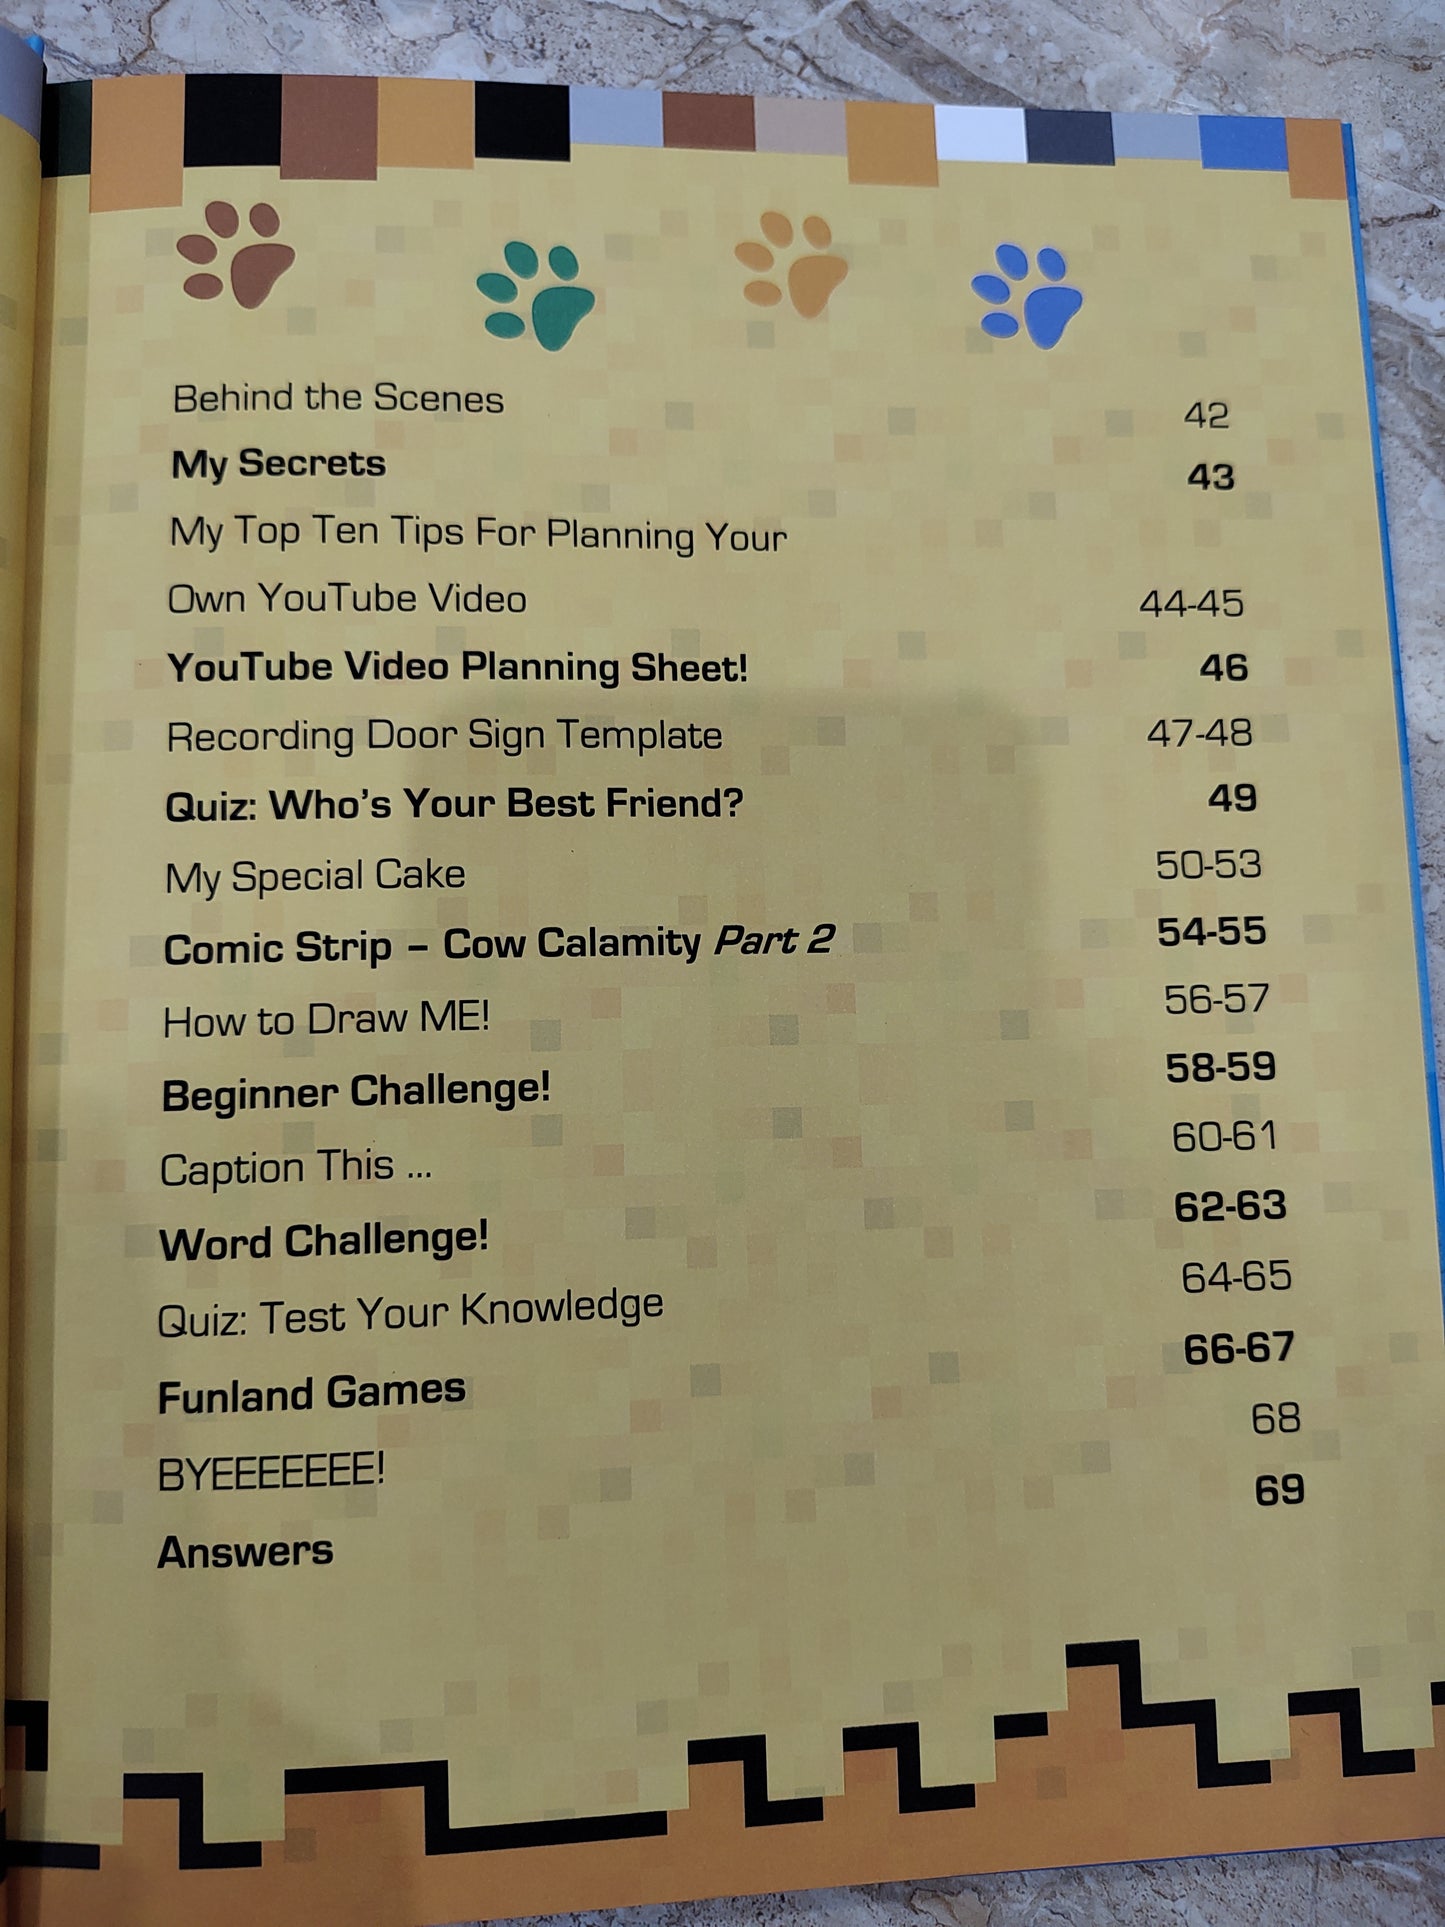 Behind the Scenes 42
My Secrets 43
My Top Ten Tips For Planning Your
Own YouTube Video 44-45
YouTube Video Planning Sheet! 46
Recording Door Sign Template 47-48
Quiz: Who's Your Best Friend? 49
My Special Cake 50-53
Comic Strip – Cow Calamity Part 2 54-55
How to Draw ME! 56-57
Beginner Challenge! 58-59
Caption This ... 60-61
Word Challenge! 62-63
Quiz: Test Your Knowledge 64-65
Funland Games 66-67
BYEEEEEEE! 68
Answers 69